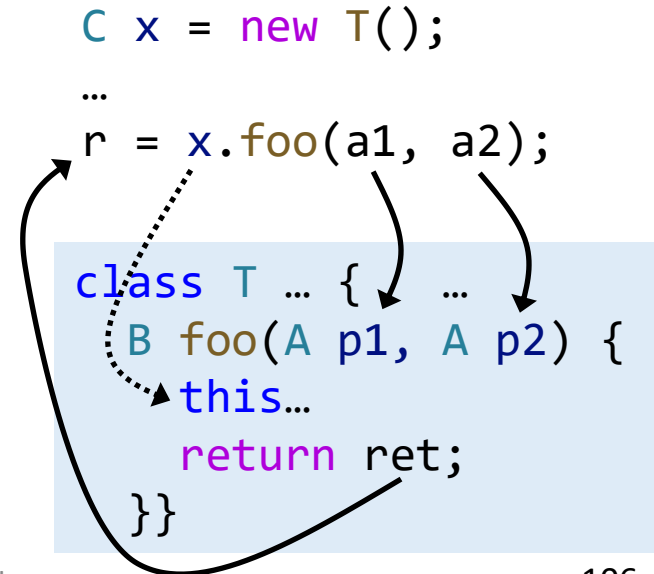 C x = new T();
…
r = x.foo(a1, a2);
class T … { …
B foo(A p1, A p2) {
this…
return ret;
}}